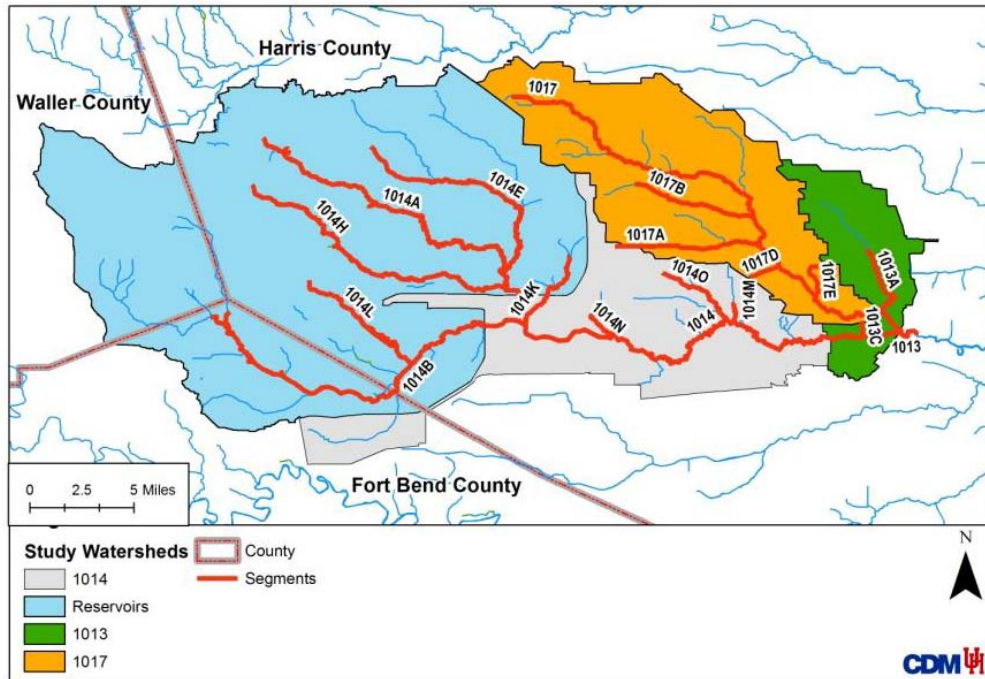 Harris County
Waller County
1017
1014E
1017B
1014A
1014H
1017A
1017D
1014O
1017E
1013A
1014M
1014K
1014L
1014N
1014
1013C
1013
1014B
0 2.5 5 Miles
Fort Bend County
Study Watersheds
County
1014
Segments
Reservoirs
1013
1017
N
CDM UH